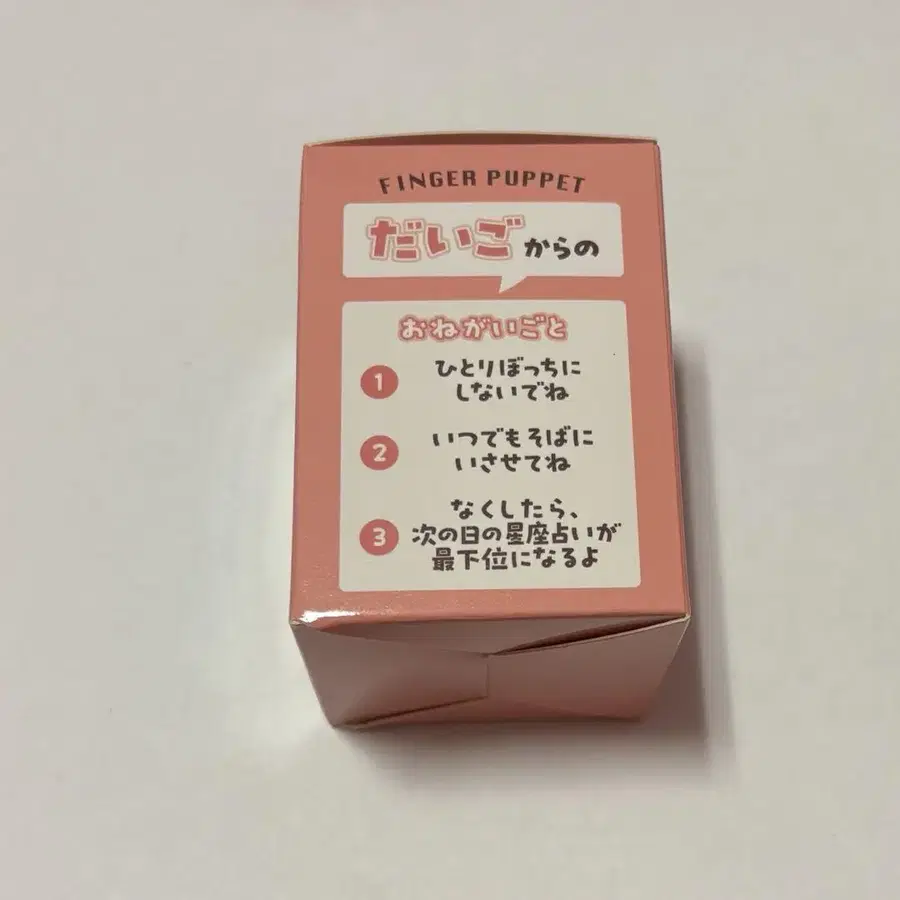 FINGER PUPPET
だいごからの
おねがいごと
1 ひとりぼっちに
しないでね
2 いつでもそばに
いさせてね
なくしたら、
3 次の日の星座占いが
最下位になるよ